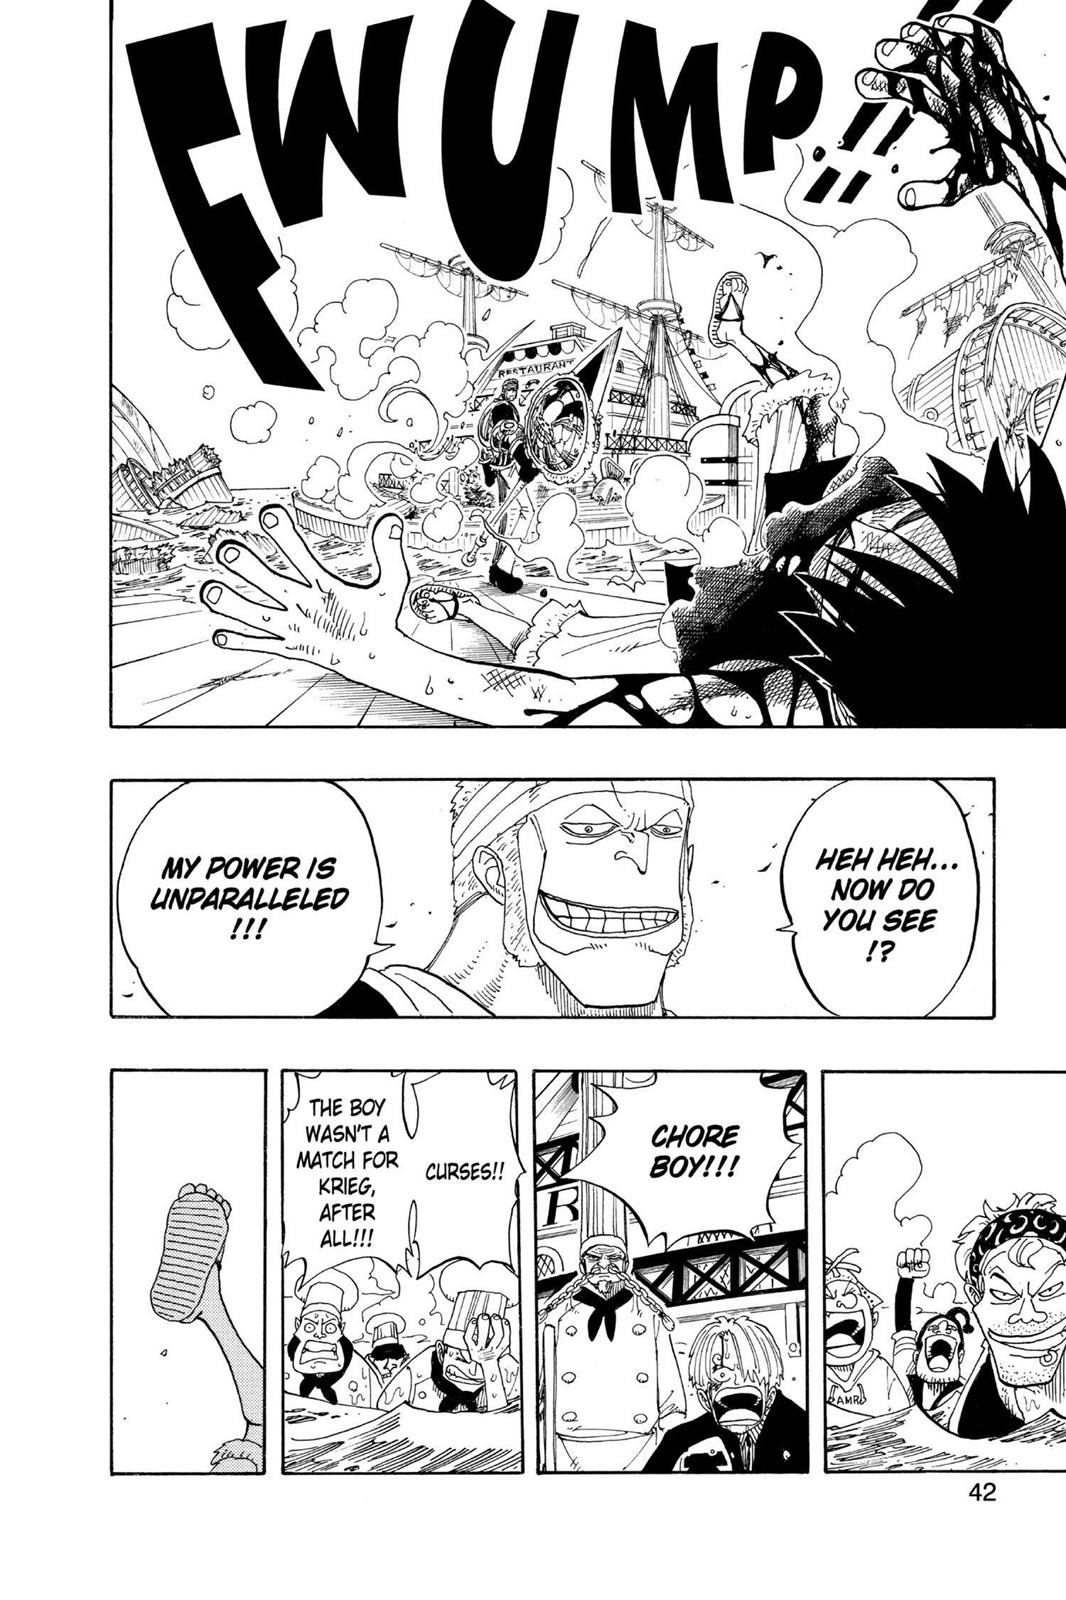 FWUMP!!
RESTAURANT
HEH HEH...
NOW DO
YOU SEE
!?
MY POWER IS
UNPARALLELED
!!!
AMR
CHORE
BOY!!!
R
CURSES!!
THE BOY
WASN'T A
MATCH FOR
KRIEG,
AFTER
ALL!!!
42